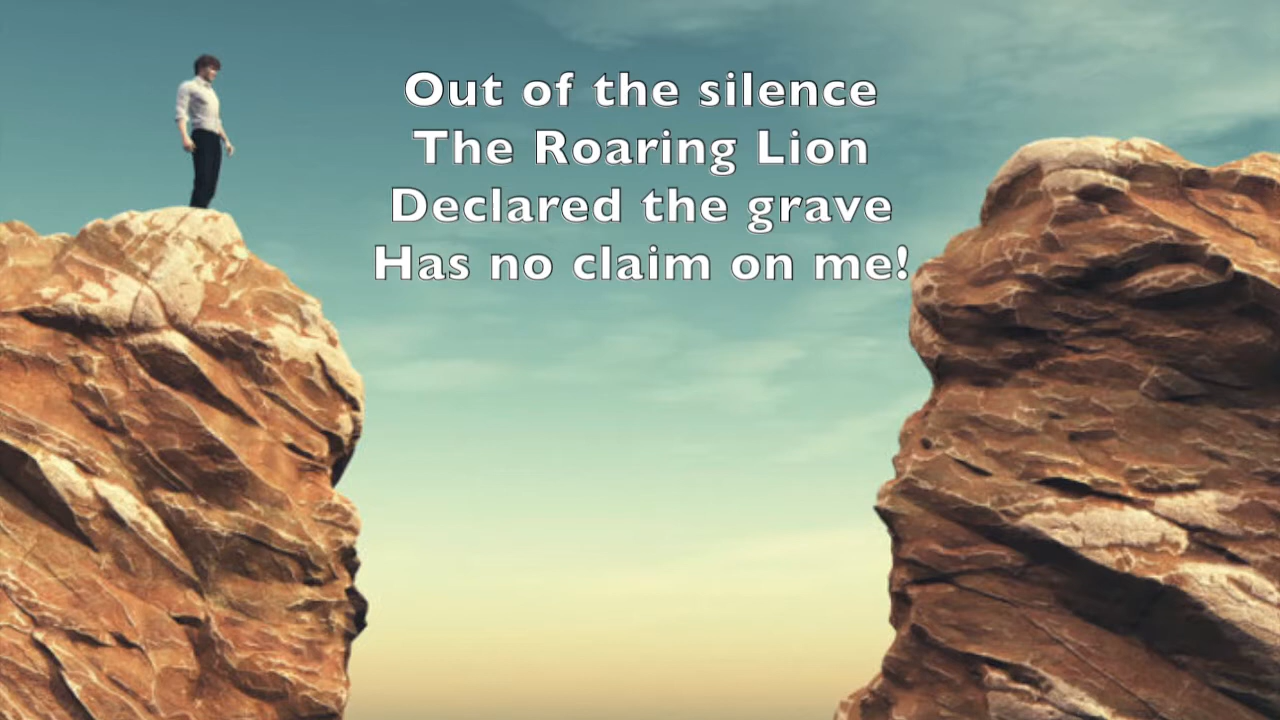 Out of the silence
The Roaring Lion
Declared the grave
Has no claim on me!